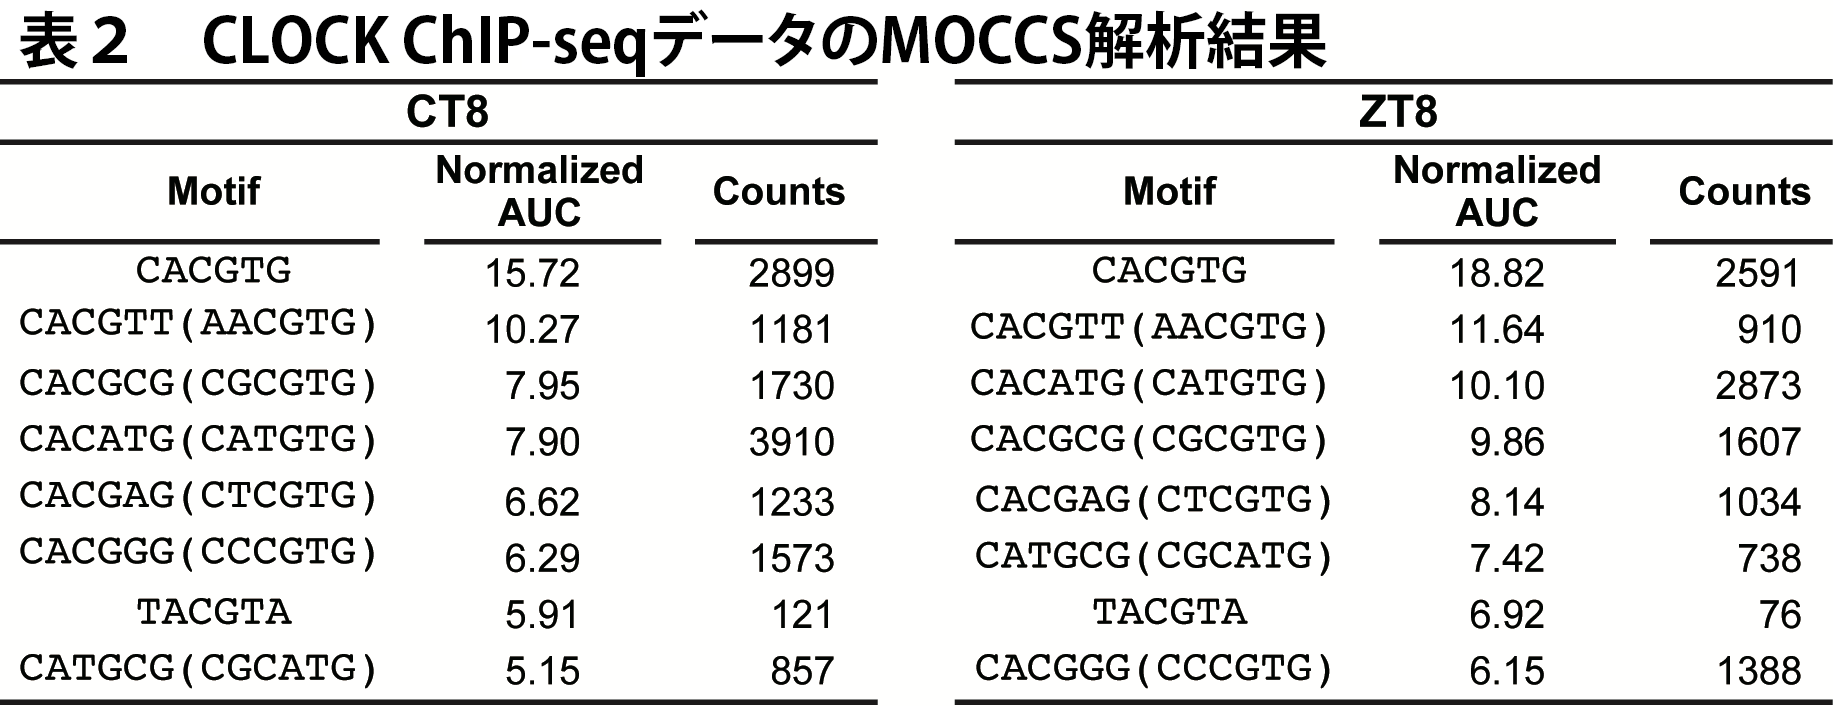 表２　CLOCK ChIP-seqデータのMOCCS解析結果
CT8
Motif Normalized AUC Counts
CACGTG 15.72 2899
CACGTT(AACGTG) 10.27 1181
CACGCG(CGCGTG) 7.95 1730
CACATG(CATGTG) 7.90 3910
CACGAG(CTCGTG) 6.62 1233
CACGGG(CCCGTG) 6.29 1573
TACGTA 5.91 121
CATGCG(CGCATG) 5.15 857
ZT8
Motif Normalized AUC Counts
CACGTG 18.82 2591
CACGTT(AACGTG) 11.64 910
CACATG(CATGTG) 10.10 2873
CACGCG(CGCGTG) 9.86 1607
CACGAG(CTCGTG) 8.14 1034
CATGCG(CGCATG) 7.42 738
TACGTA 6.92 76
CACGGG(CCCGTG) 6.15 1388